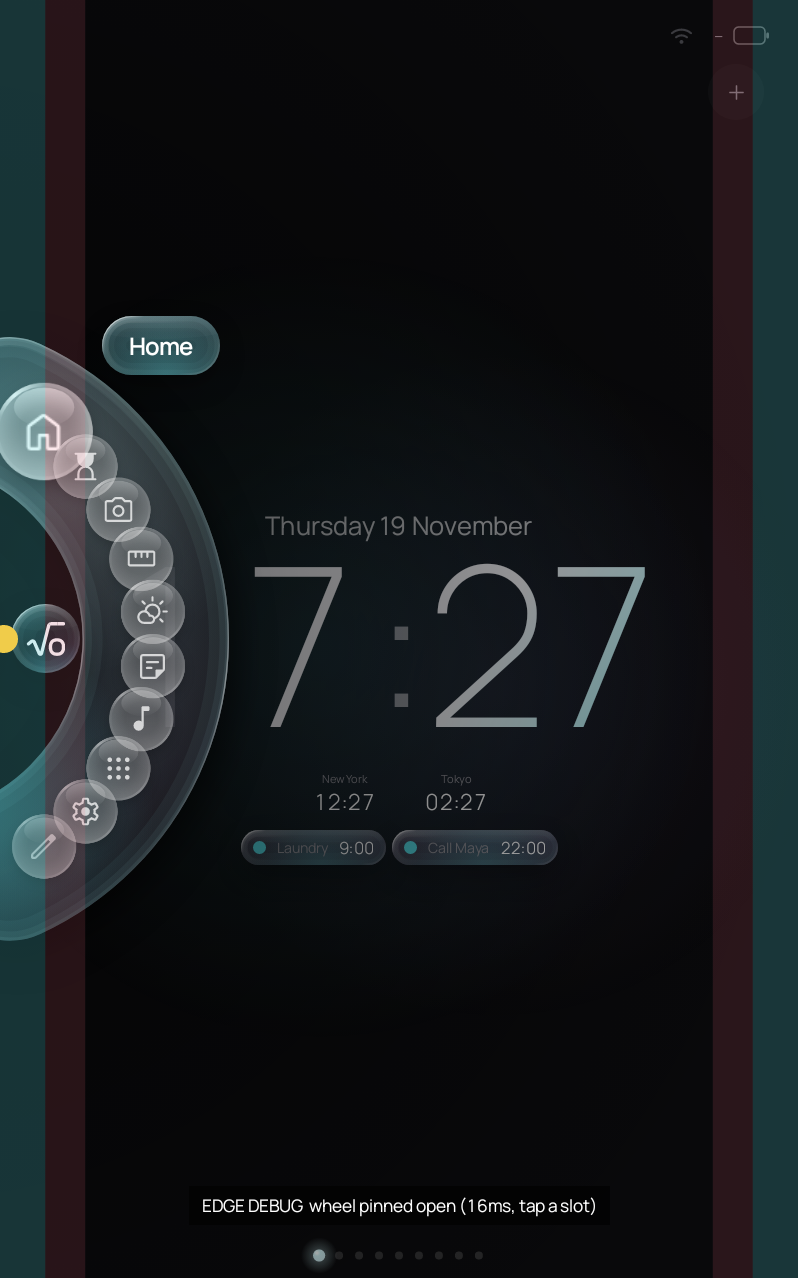 Home
Thursday 19 November
7:27
New York Tokyo
12:27 02:27
Laundry 9:00 Call Maya 22:00
EDGE DEBUG wheel pinned open (16ms, tap a slot)